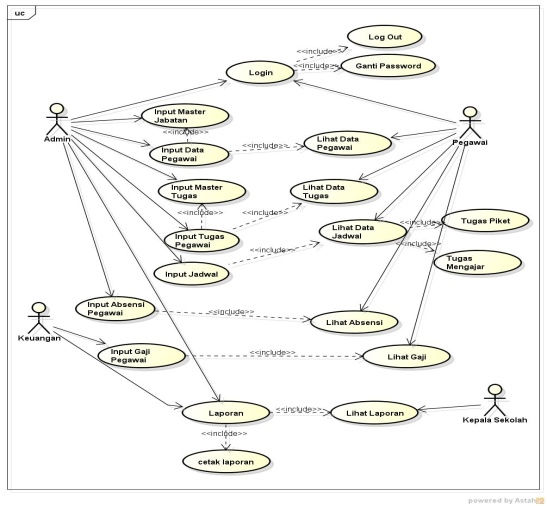 uc
Log Out
<<include>>
<<include>>
Ganti Password
Login
Admin
Pegawai
Input Master
Jabatan
<<include>>
Input Data
Pegawai
<<include>>
Lihat Data
Pegawai
Input Master
Tugas
Lihat Data
Tugas
<<include>>
<<include>>
Input Tugas
Pegawai
Lihat Data
Jadwal
<<include>>
Tugas Piket
<<include>>
Tugas
Mengajar
<<include>>
Input Jadwal
Input Absensi
Pegawai
<<include>>
Lihat Absensi
Keuangan
Input Gaji
Pegawai
<<include>>
Lihat Gaji
Laporan
<<include>>
Lihat Laporan
Kepala Sekolah
<<include>>
cetak laporan
powered by Astah